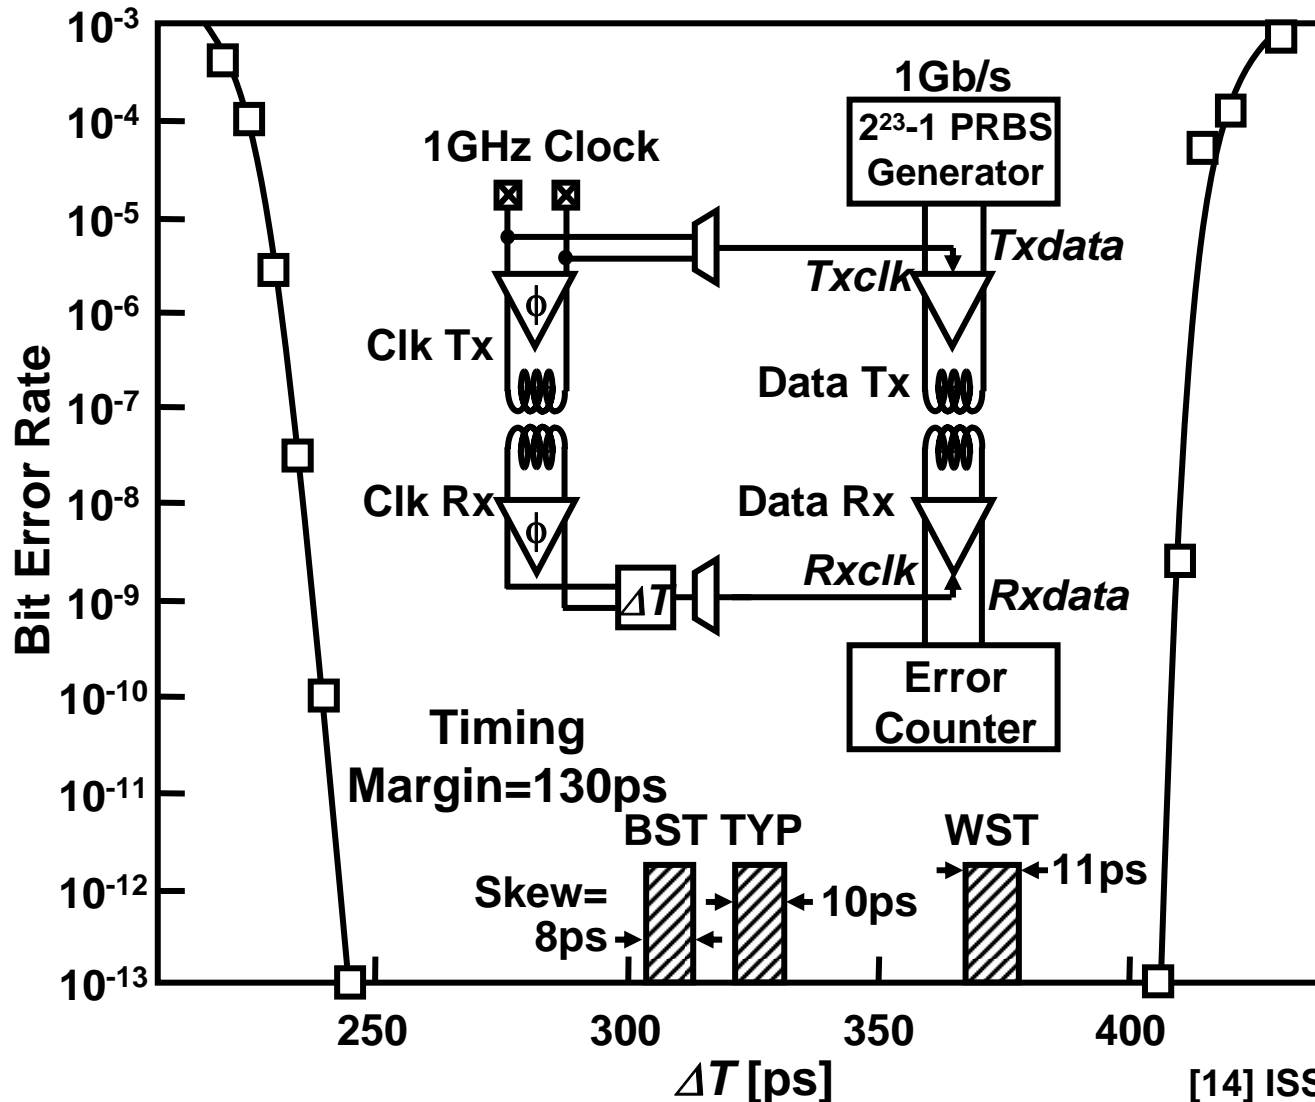 Bit Error Rate
10⁻³
10⁻⁴
10⁻⁵
10⁻⁶
10⁻⁷
10⁻⁸
10⁻⁹
10⁻¹⁰
10⁻¹¹
10⁻¹²
10⁻¹³
1GHz Clock
1Gb/s
2²³-1 PRBS
Generator
Txclk
Txdata
ϕ
Clk Tx
Data Tx
Clk Rx
ϕ
Data Rx
ΔT
Rxclk
Rxdata
Error
Counter
Timing
Margin=130ps
BST TYP
WST
Skew=
8ps
10ps
11ps
250
300
350
400
ΔT [ps]
[14] ISS